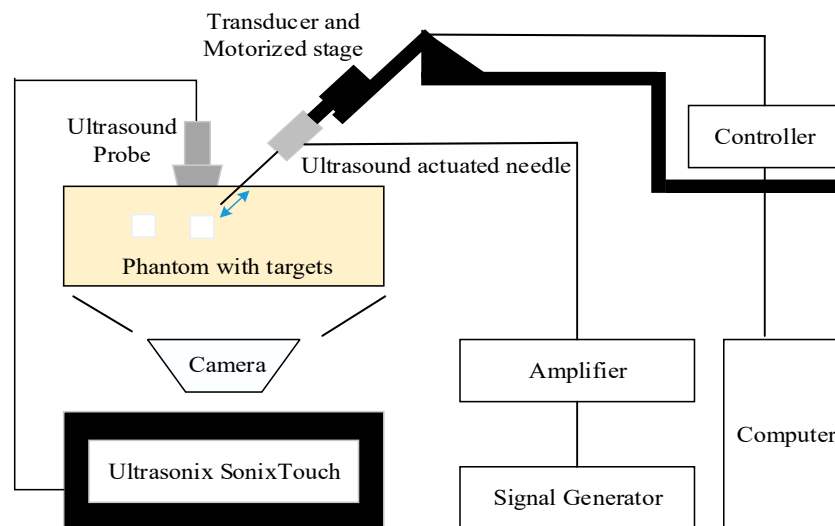 Transducer and
Motorized stage
Ultrasound
Probe
Controller
Ultrasound actuated needle
Phantom with targets
Camera
Amplifier
Computer
Ultrasonix SonixTouch
Signal Generator